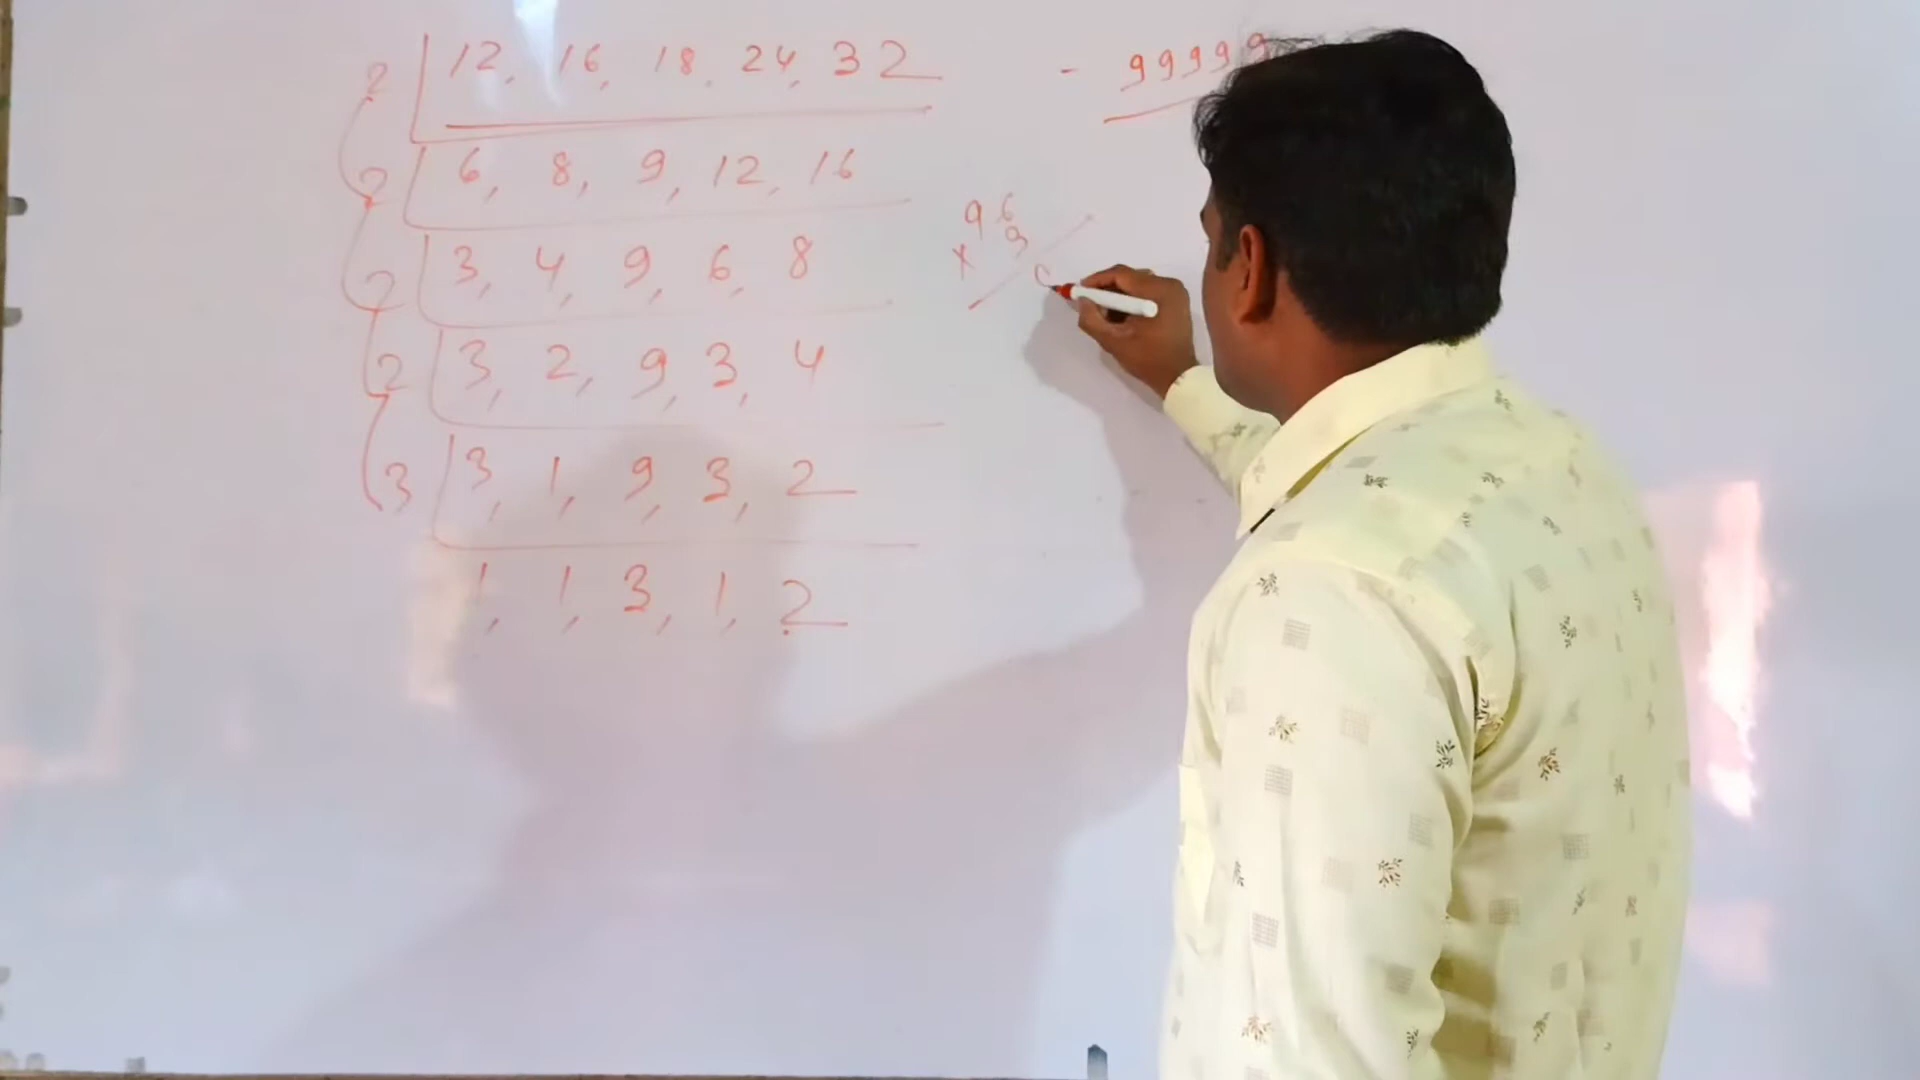 2 | 12, 16, 18, 24, 32 - 99999
2 | 6, 8, 9, 12, 16
2 | 3, 4, 9, 6, 8
2 | 3, 2, 9, 3, 4
3 | 3, 1, 9, 3, 2
1, 1, 3, 1, 2
96
× 9